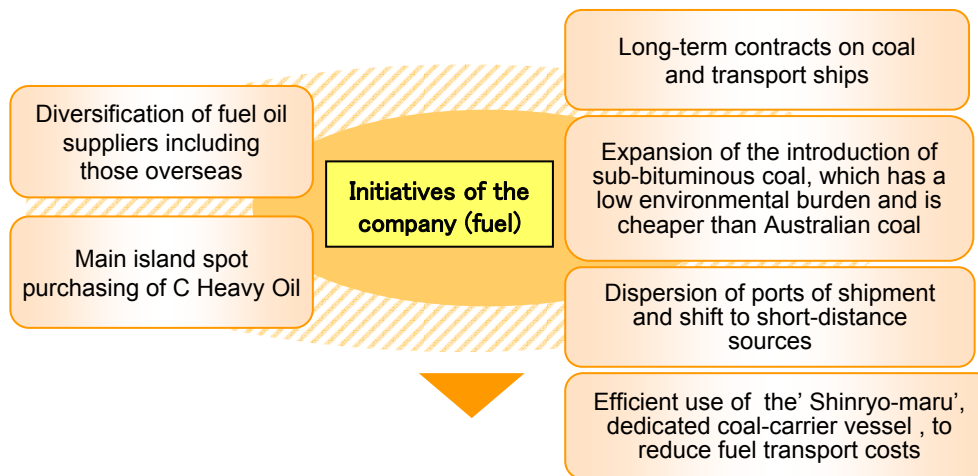 Diversification of fuel oil
suppliers including
those overseas
Main island spot
purchasing of C Heavy Oil
Initiatives of the
company (fuel)
Long-term contracts on coal
and transport ships
Expansion of the introduction of
sub-bituminous coal, which has a
low environmental burden and is
cheaper than Australian coal
Dispersion of ports of shipment
and shift to short-distance
sources
Efficient use of the’ Shinryo-maru’,
dedicated coal-carrier vessel , to
reduce fuel transport costs